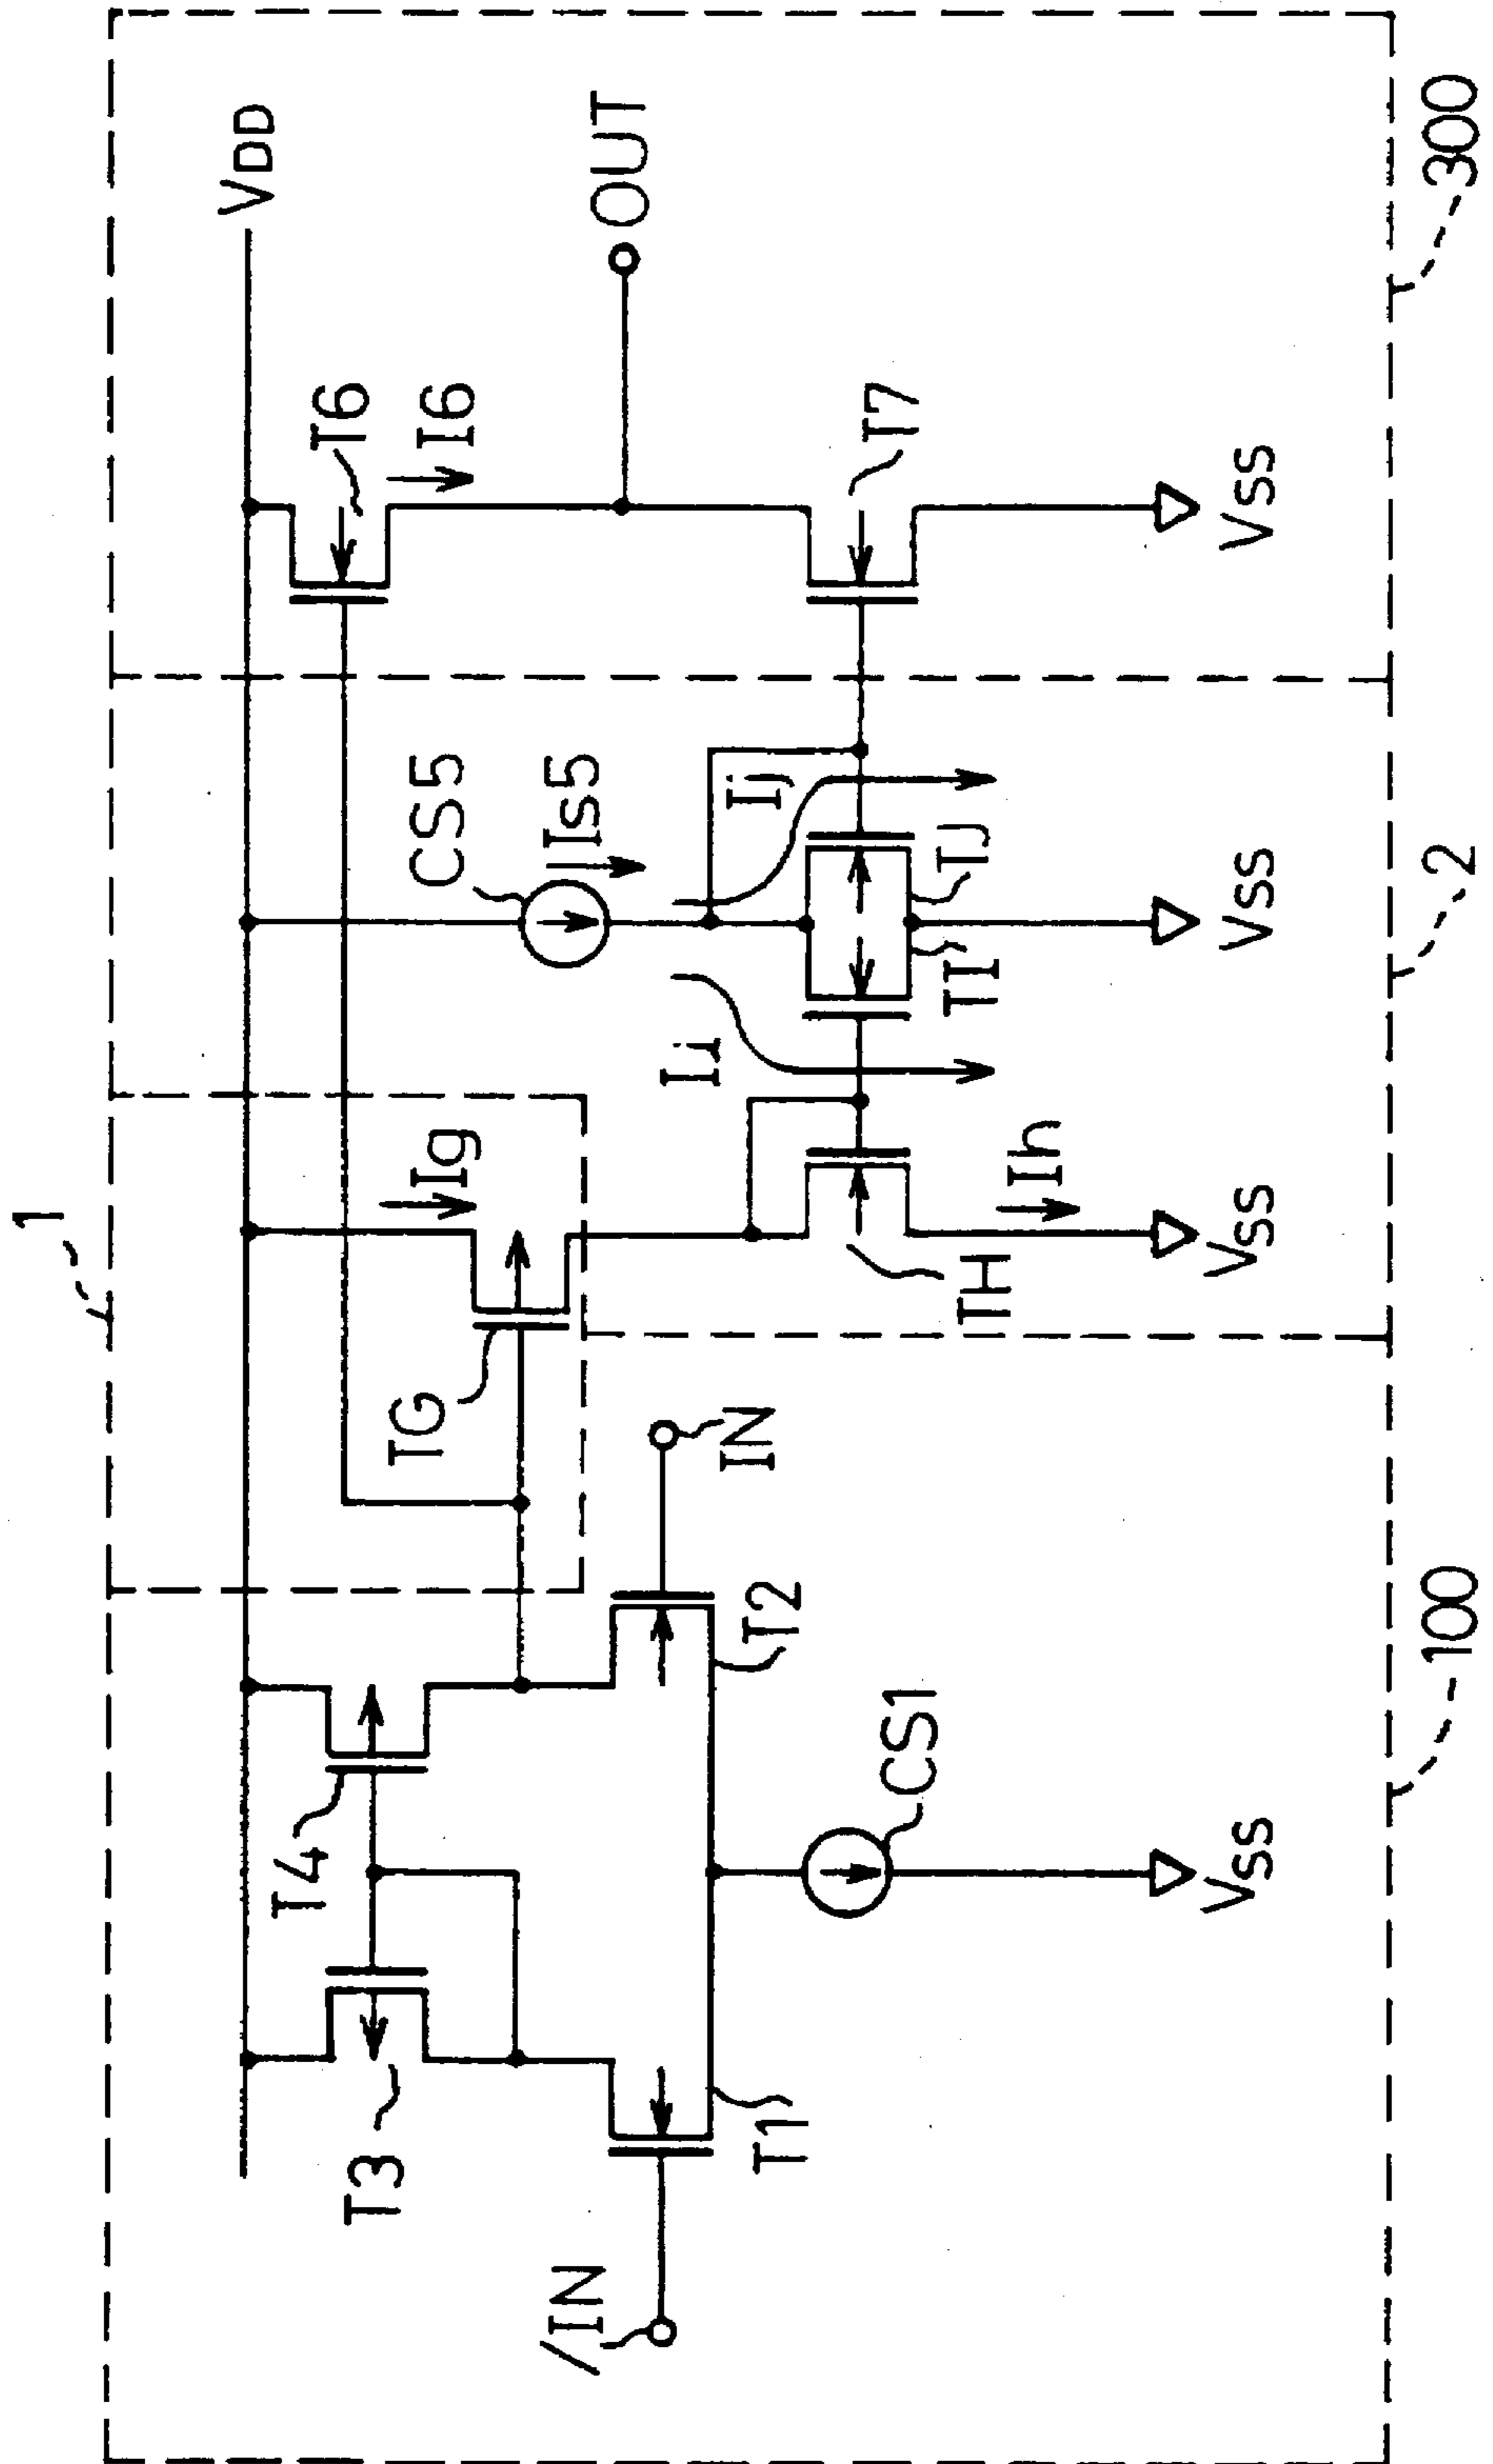 1
VDD
T3
T4
TG
Ig
CS5
Is5
T6
I6
OUT
/IN
T1
T2
IN
CS1
TH
Ih
Ii
Ij
TI
TJ
T7
VSS
VSS
VSS
VSS
100
2
300